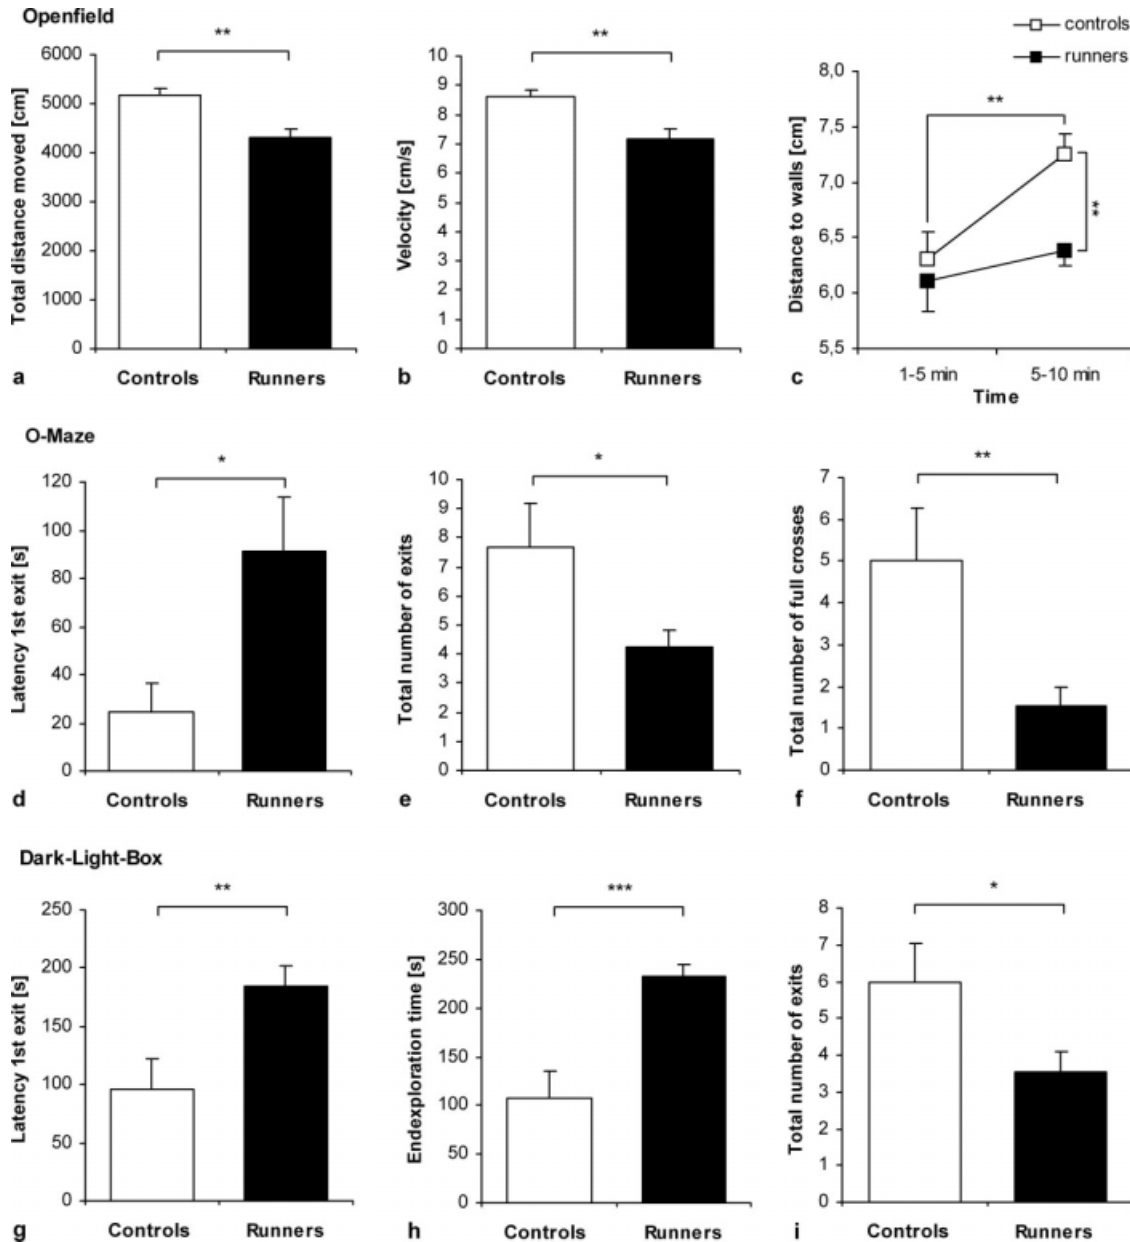 Openfield
**
Total distance moved [cm]
6000
5000
4000
3000
2000
1000
0
a
Controls Runners
**
Velocity [cm/s]
10
9
8
7
6
5
4
3
2
1
0
b
Controls Runners
controls
runners
**
**
Distance to walls [cm]
8,0
7,5
7,0
6,5
6,0
5,5
c
1-5 min 5-10 min
Time
O-Maze
*
Latency 1st exit [s]
120
100
80
60
40
20
0
d
Controls Runners
*
Total number of exits
10
9
8
7
6
5
4
3
2
1
0
e
Controls Runners
**
Total number of full crosses
7
6
5
4
3
2
1
0
f
Controls Runners
Dark-Light-Box
**
Latency 1st exit [s]
250
200
150
100
50
0
g
Controls Runners
***
Endexploration time [s]
300
250
200
150
100
50
0
h
Controls Runners
*
Total number of exits
8
7
6
5
4
3
2
1
0
i
Controls Runners